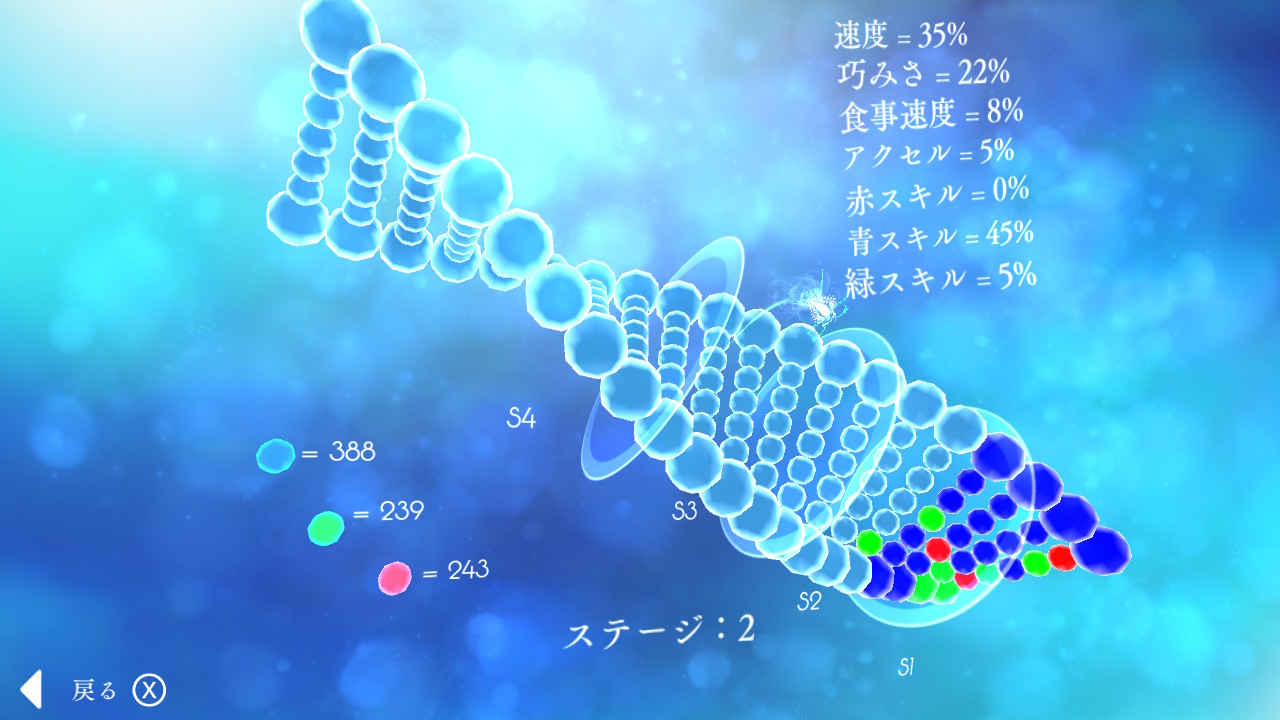 速度 = 35%
巧みさ = 22%
食事速度 = 8%
アクセル = 5%
赤スキル = 0%
青スキル = 45%
緑スキル = 5%
S4
= 388
= 239
S3
= 243
S2
ステージ：2
S1
戻る X